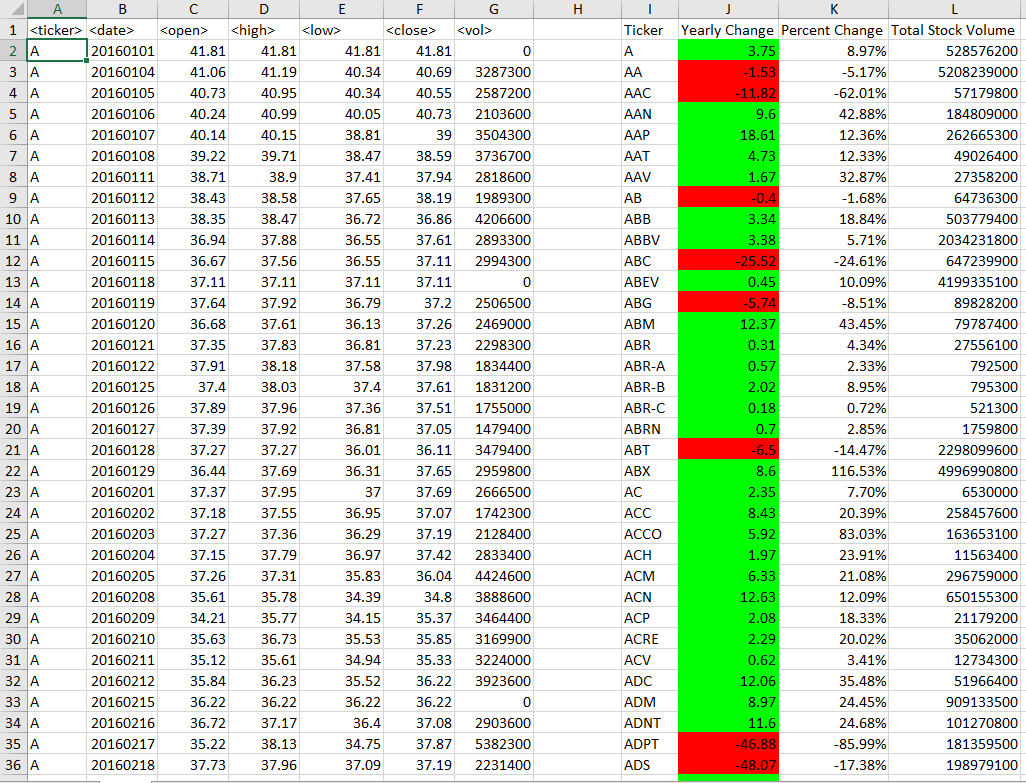 A B C D E F G H I J K L
1 <ticker> <date> <open> <high> <low> <close> <vol> Ticker Yearly Change Percent Change Total Stock Volume
2 A 20160101 41.81 41.81 41.81 41.81 0 A 3.75 8.97% 528576200
3 A 20160104 41.06 41.19 40.34 40.69 3287300 AA -1.53 -5.17% 5208239000
4 A 20160105 40.73 40.95 40.34 40.55 2587200 AAC -11.82 -62.01% 57179800
5 A 20160106 40.24 40.99 40.05 40.73 2103600 AAN 9.6 42.88% 184809000
6 A 20160107 40.14 40.15 38.81 39 3504300 AAP 18.61 12.36% 262665300
7 A 20160108 39.22 39.71 38.47 38.59 3736700 AAT 4.73 12.33% 49026400
8 A 20160111 38.71 38.9 37.41 37.94 2818600 AAV 1.67 32.87% 27358200
9 A 20160112 38.43 38.58 37.65 38.19 1989300 AB -0.4 -1.68% 64736300
10 A 20160113 38.35 38.47 36.72 36.86 4206600 ABB 3.34 18.84% 503779400
11 A 20160114 36.94 37.88 36.55 37.61 2893300 ABBV 3.38 5.71% 2034231800
12 A 20160115 36.67 37.56 36.55 37.11 2994300 ABC -25.52 -24.61% 647239900
13 A 20160118 37.11 37.11 37.11 37.11 0 ABEV 0.45 10.09% 4199335100
14 A 20160119 37.64 37.92 36.79 37.2 2506500 ABG -5.74 -8.51% 89828200
15 A 20160120 36.68 37.61 36.13 37.26 2469000 ABM 12.37 43.45% 79787400
16 A 20160121 37.35 37.83 36.81 37.23 2298300 ABR 0.31 4.34% 27556100
17 A 20160122 37.91 38.18 37.58 37.98 1834400 ABR-A 0.57 2.33% 792500
18 A 20160125 37.4 38.03 37.4 37.61 1831200 ABR-B 2.02 8.95% 795300
19 A 20160126 37.89 37.96 37.36 37.51 1755000 ABR-C 0.18 0.72% 521300
20 A 20160127 37.39 37.92 36.81 37.05 1479400 ABRN 0.7 2.85% 1759800
21 A 20160128 37.27 37.27 36.01 36.11 3479400 ABT -6.5 -14.47% 2298099600
22 A 20160129 36.44 37.69 36.31 37.65 2959800 ABX 8.6 116.53% 4996990800
23 A 20160201 37.37 37.95 37 37.69 2666500 AC 2.35 7.70% 6530000
24 A 20160202 37.18 37.55 36.95 37.07 1742300 ACC 8.43 20.39% 258457600
25 A 20160203 37.27 37.36 36.29 37.19 2128400 ACCO 5.92 83.03% 163653100
26 A 20160204 37.15 37.79 36.97 37.42 2833400 ACH 1.97 23.91% 11563400
27 A 20160205 37.26 37.31 35.83 36.04 4424600 ACM 6.33 21.08% 296759000
28 A 20160208 35.61 35.78 34.39 34.8 3888600 ACN 12.63 12.09% 650155300
29 A 20160209 34.21 35.77 34.15 35.37 3464400 ACP 2.08 18.33% 21179200
30 A 20160210 35.63 36.73 35.53 35.85 3169900 ACRE 2.29 20.02% 35062000
31 A 20160211 35.12 35.61 34.94 35.33 3224000 ACV 0.62 3.41% 12734300
32 A 20160212 35.84 36.23 35.52 36.22 3923600 ADC 12.06 35.48% 51966400
33 A 20160215 36.22 36.22 36.22 36.22 0 ADM 8.97 24.45% 909133500
34 A 20160216 36.72 37.17 36.4 37.08 2903600 ADNT 11.6 24.68% 101270800
35 A 20160217 35.22 38.13 34.75 37.87 5382300 ADPT -46.88 -85.99% 181359500
36 A 20160218 37.73 37.96 37.09 37.19 2231400 ADS -48.07 -17.38% 198979100